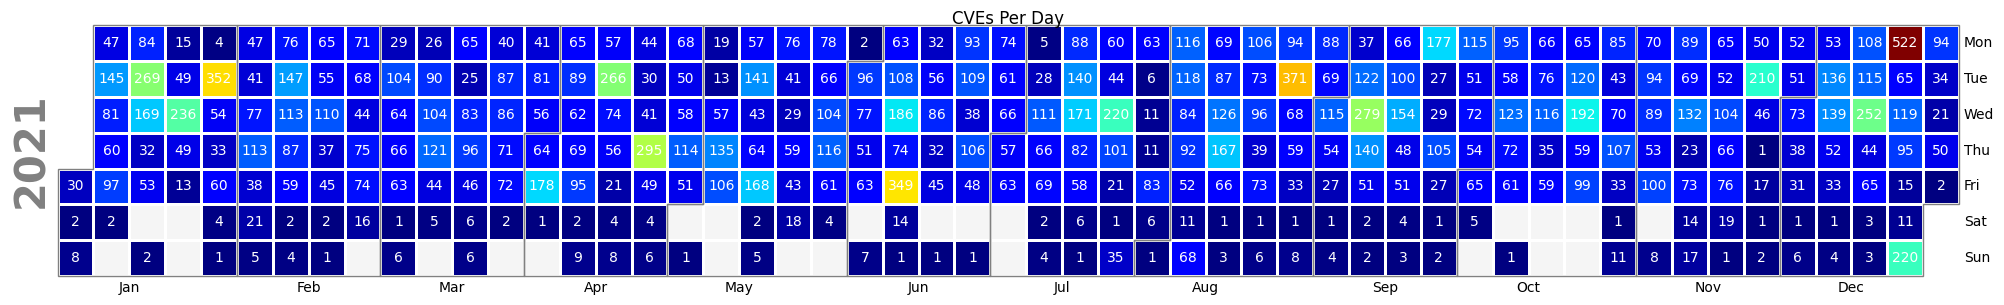 CVEs Per Day
47 84 15 4 47 76 65 71 29 26 65 40 41 65 57 44 68 19 57 76 78 2 63 32 93 74 5 88 60 63 116 69 106 94 88 37 66 177 115 95 66 65 85 70 89 65 50 52 53 108 522 94 Mon
145 269 49 352 41 147 55 68 104 90 25 87 81 89 266 30 50 13 141 41 66 96 108 56 109 61 28 140 44 6 118 87 73 371 69 122 100 27 51 58 76 120 43 94 69 52 210 51 136 115 65 34 Tue
81 169 236 54 77 113 110 44 64 104 83 86 56 62 74 41 58 57 43 29 104 77 186 86 38 66 111 171 220 11 84 126 96 68 115 279 154 29 72 123 116 192 70 89 132 104 46 73 139 252 119 21 Wed
60 32 49 33 113 87 37 75 66 121 96 71 64 69 56 295 114 135 64 59 116 51 74 32 106 57 66 82 101 11 92 167 39 59 54 140 48 105 54 72 35 59 107 53 23 66 1 38 52 44 95 50 Thu
30 97 53 13 60 38 59 45 74 63 44 46 72 178 95 21 49 51 106 168 43 61 63 349 45 48 63 69 58 21 83 52 66 73 33 27 51 51 27 65 61 59 99 33 100 73 76 17 31 33 65 15 2 Fri
2 2 4 21 2 2 16 1 5 6 2 1 2 4 4 2 18 4 14 2 6 1 6 11 1 1 1 1 2 4 1 5 1 14 19 1 1 1 3 11 Sat
8 2 1 5 4 1 6 6 9 8 6 1 5 7 1 1 1 4 1 35 1 68 3 6 8 4 2 3 2 1 11 8 17 1 2 6 4 3 220 Sun
2021
Jan Feb Mar Apr May Jun Jul Aug Sep Oct Nov Dec